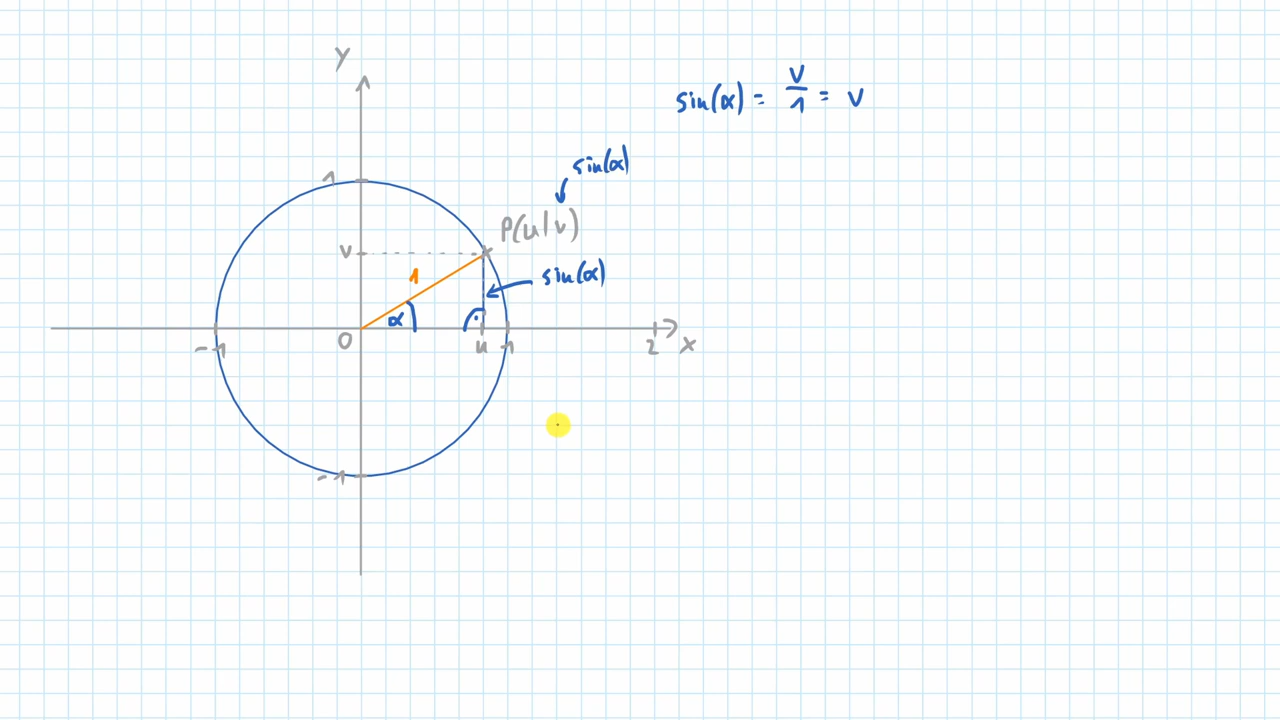 y
sin(α) = v/1 = v
sin(α)
1
P(u|v)
v
1
sin(α)
α
0
-1
u
1
2
x
-1